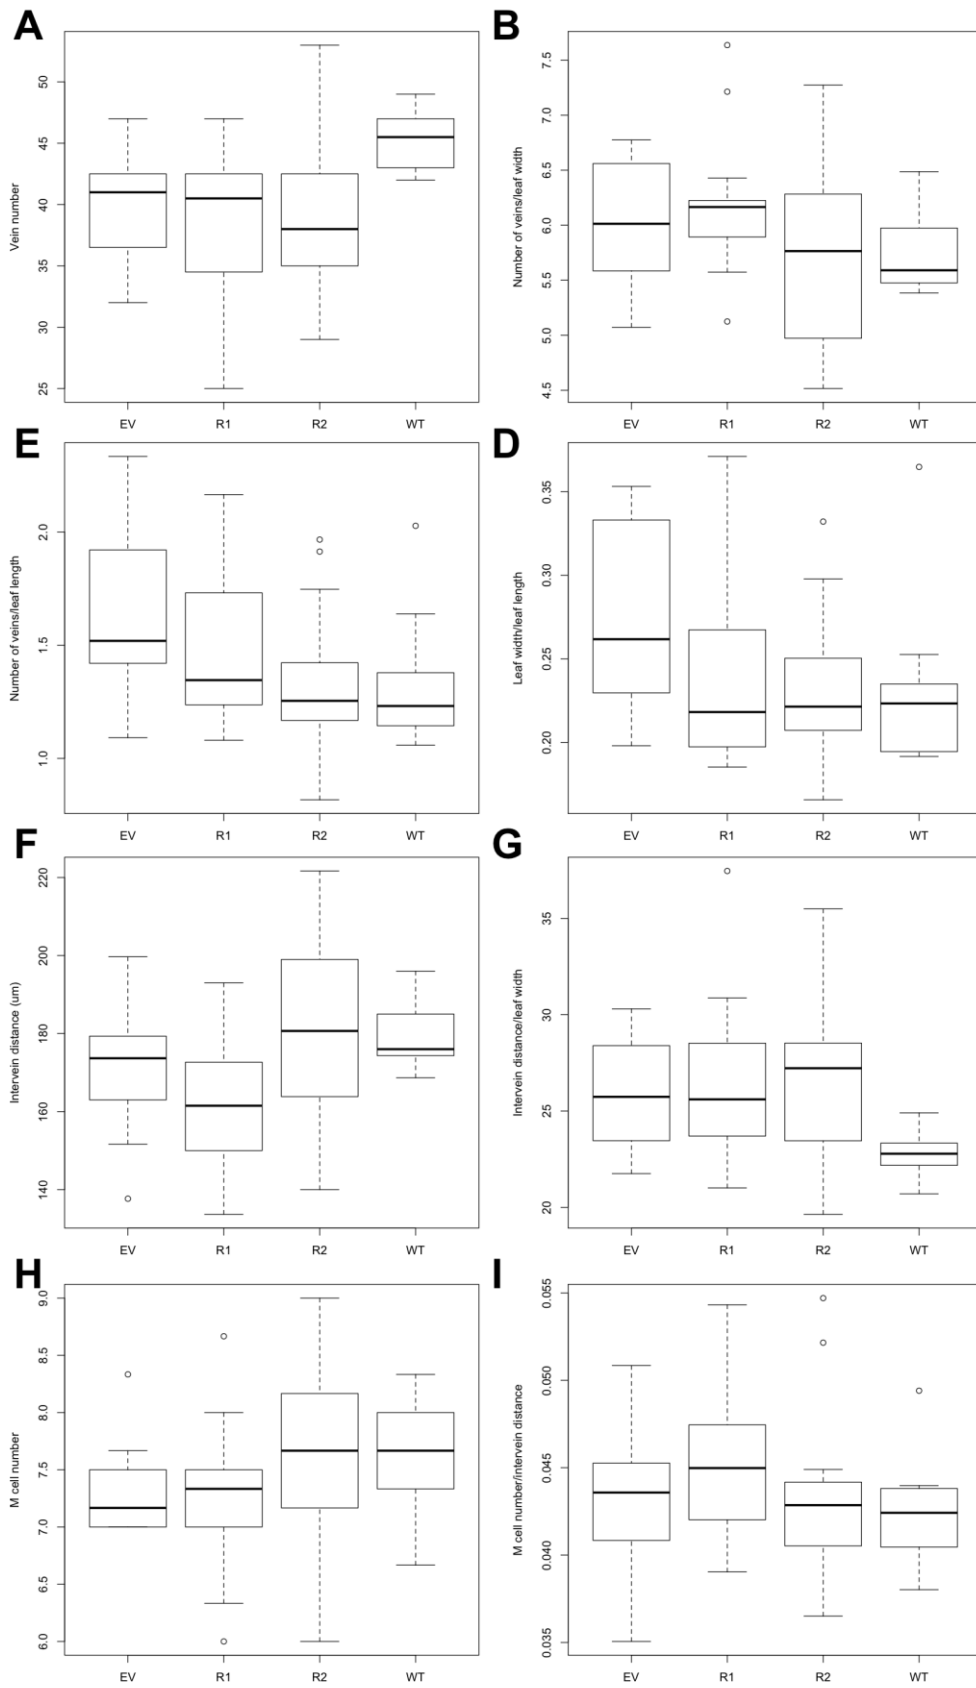 A
Vein number
50
45
40
35
30
25
EV R1 R2 WT
B
Number of veins/leaf width
7.5
7.0
6.5
6.0
5.5
5.0
4.5
EV R1 R2 WT
E
Number of veins/leaf length
2.0
1.5
1.0
EV R1 R2 WT
D
Leaf width/leaf length
0.35
0.30
0.25
0.20
EV R1 R2 WT
F
Intervein distance (um)
220
200
180
160
140
EV R1 R2 WT
G
Intervein distance/leaf width
35
30
25
20
EV R1 R2 WT
H
M cell number
9.0
8.5
8.0
7.5
7.0
6.5
6.0
EV R1 R2 WT
I
M cell number/intervein distance
0.055
0.050
0.045
0.040
0.035
EV R1 R2 WT